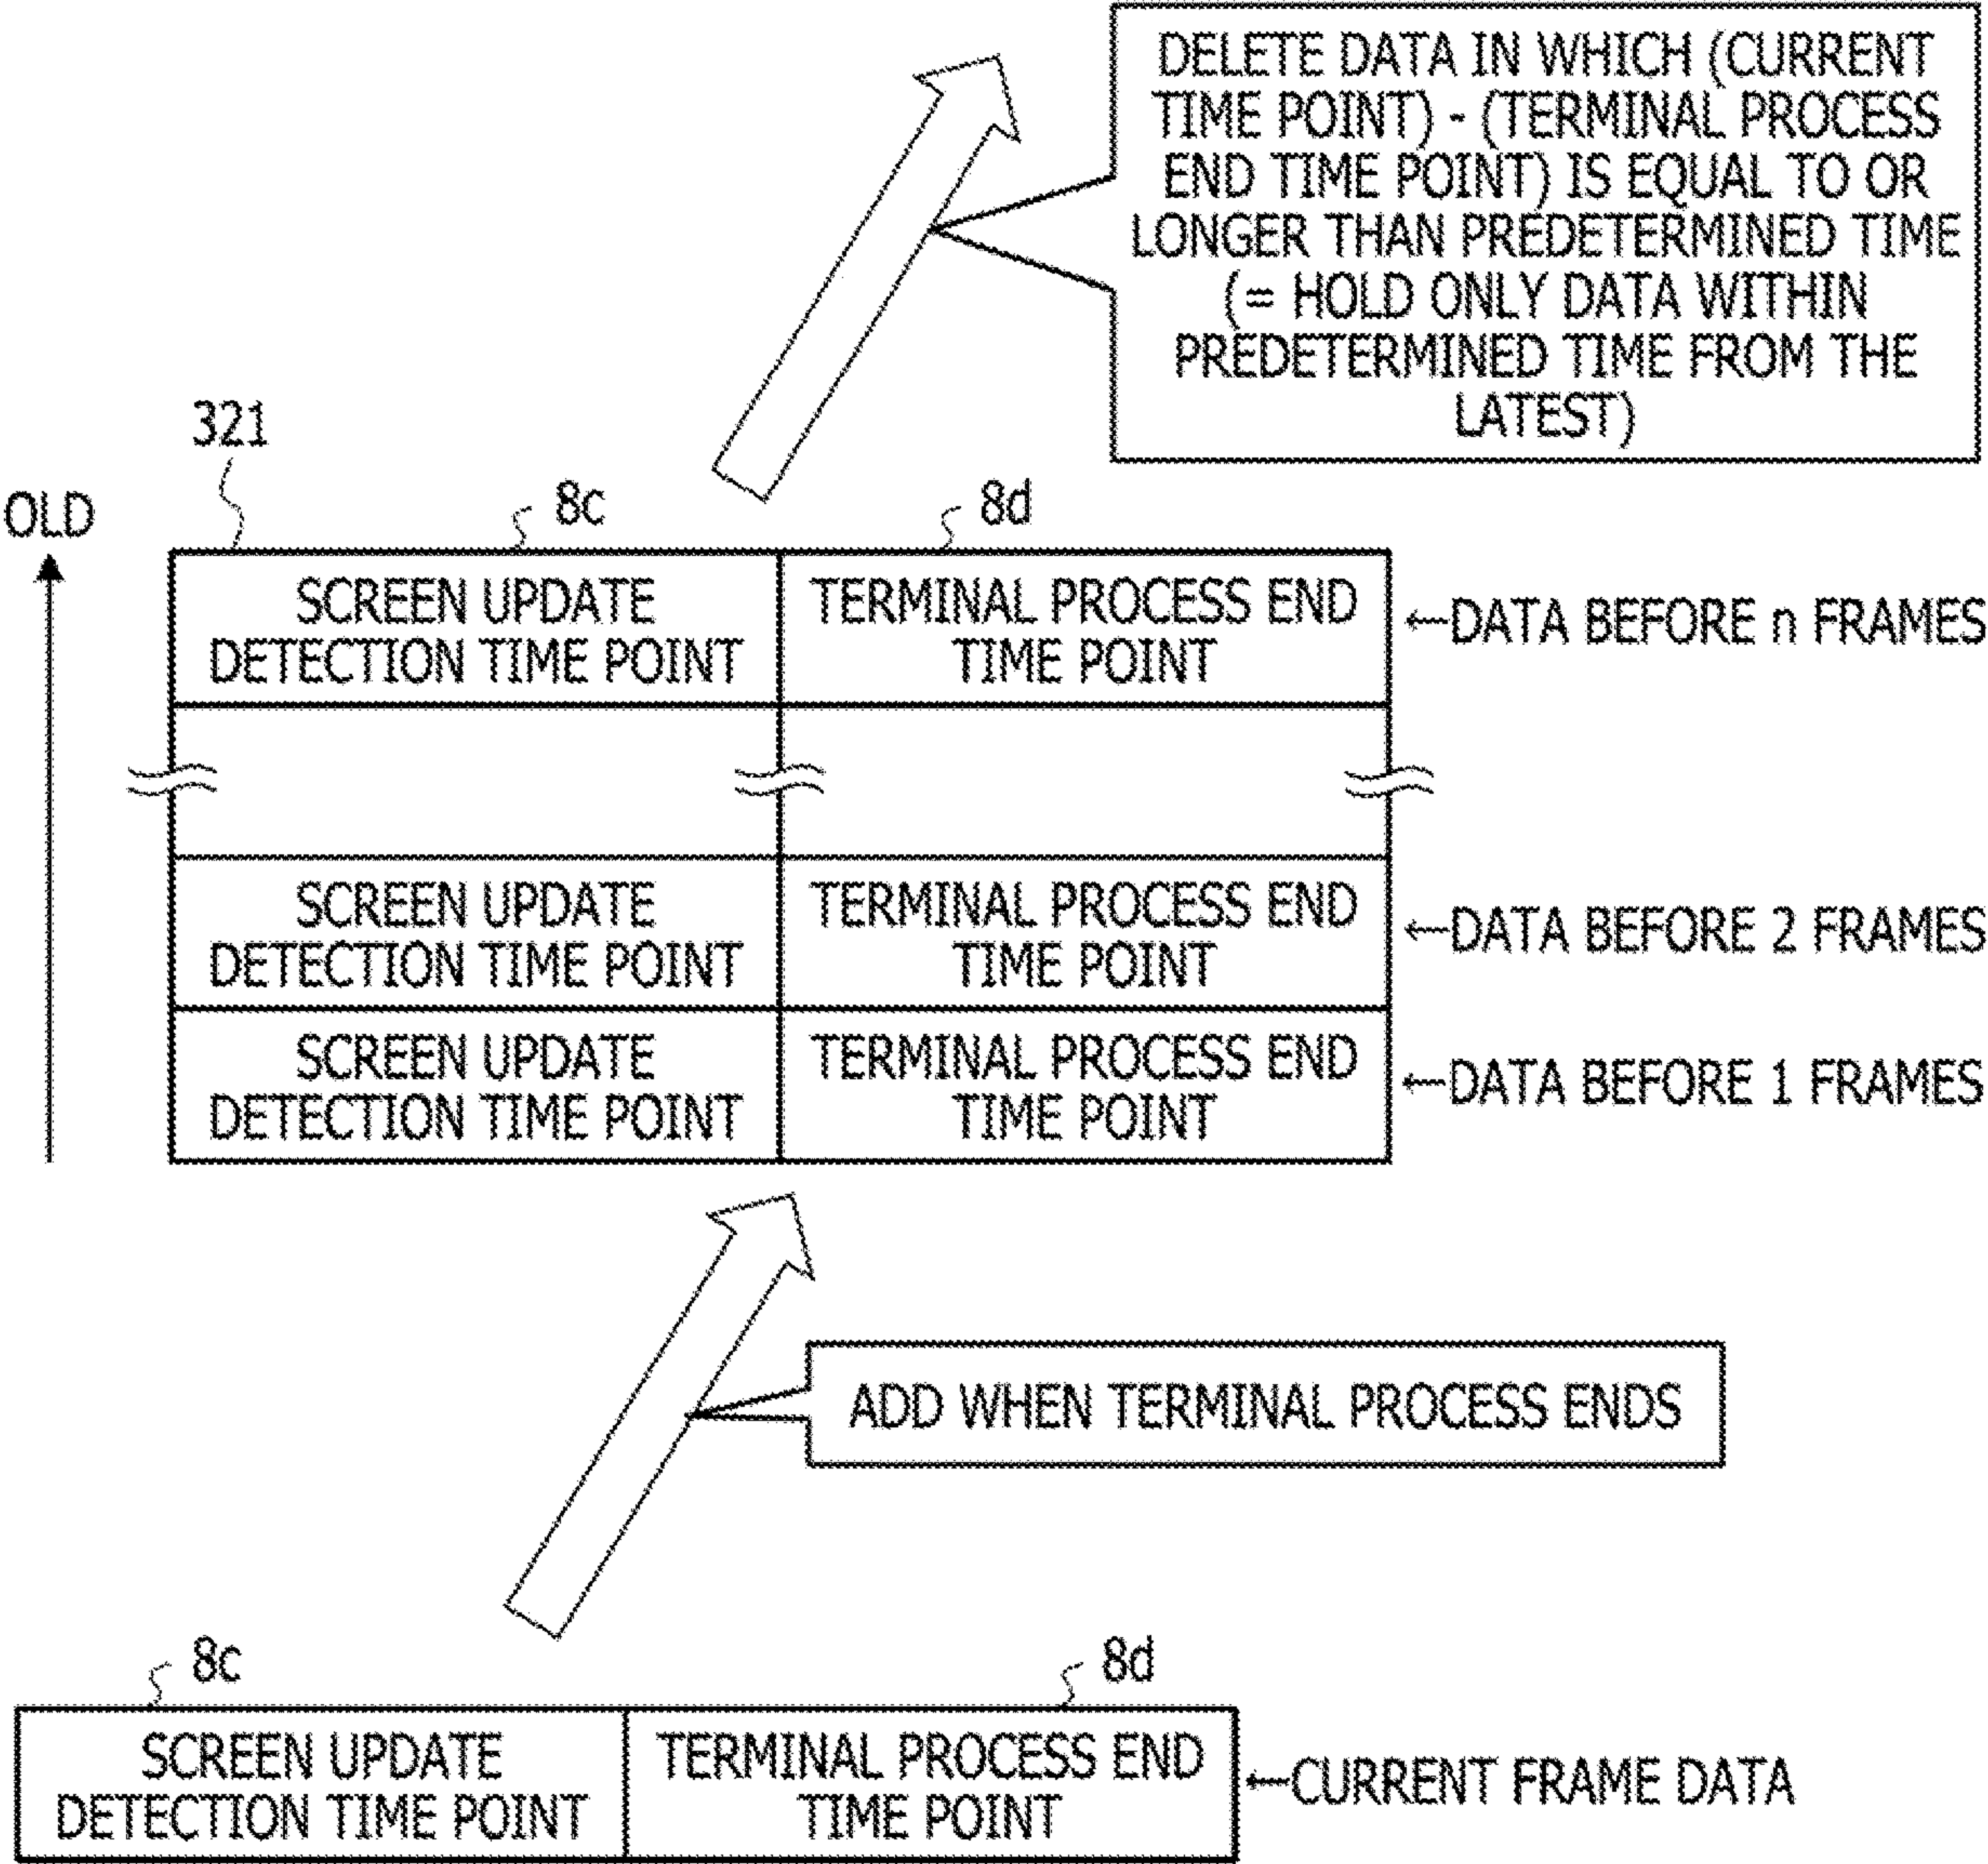 DELETE DATA IN WHICH (CURRENT
TIME POINT) - (TERMINAL PROCESS
END TIME POINT) IS EQUAL TO OR
LONGER THAN PREDETERMINED TIME
(= HOLD ONLY DATA WITHIN
PREDETERMINED TIME FROM THE
LATEST)
321
8c
8d
OLD
SCREEN UPDATE
DETECTION TIME POINT
TERMINAL PROCESS END
TIME POINT
←DATA BEFORE n FRAMES
SCREEN UPDATE
DETECTION TIME POINT
TERMINAL PROCESS END
TIME POINT
←DATA BEFORE 2 FRAMES
SCREEN UPDATE
DETECTION TIME POINT
TERMINAL PROCESS END
TIME POINT
←DATA BEFORE 1 FRAMES
ADD WHEN TERMINAL PROCESS ENDS
8c
8d
SCREEN UPDATE
DETECTION TIME POINT
TERMINAL PROCESS END
TIME POINT
←CURRENT FRAME DATA